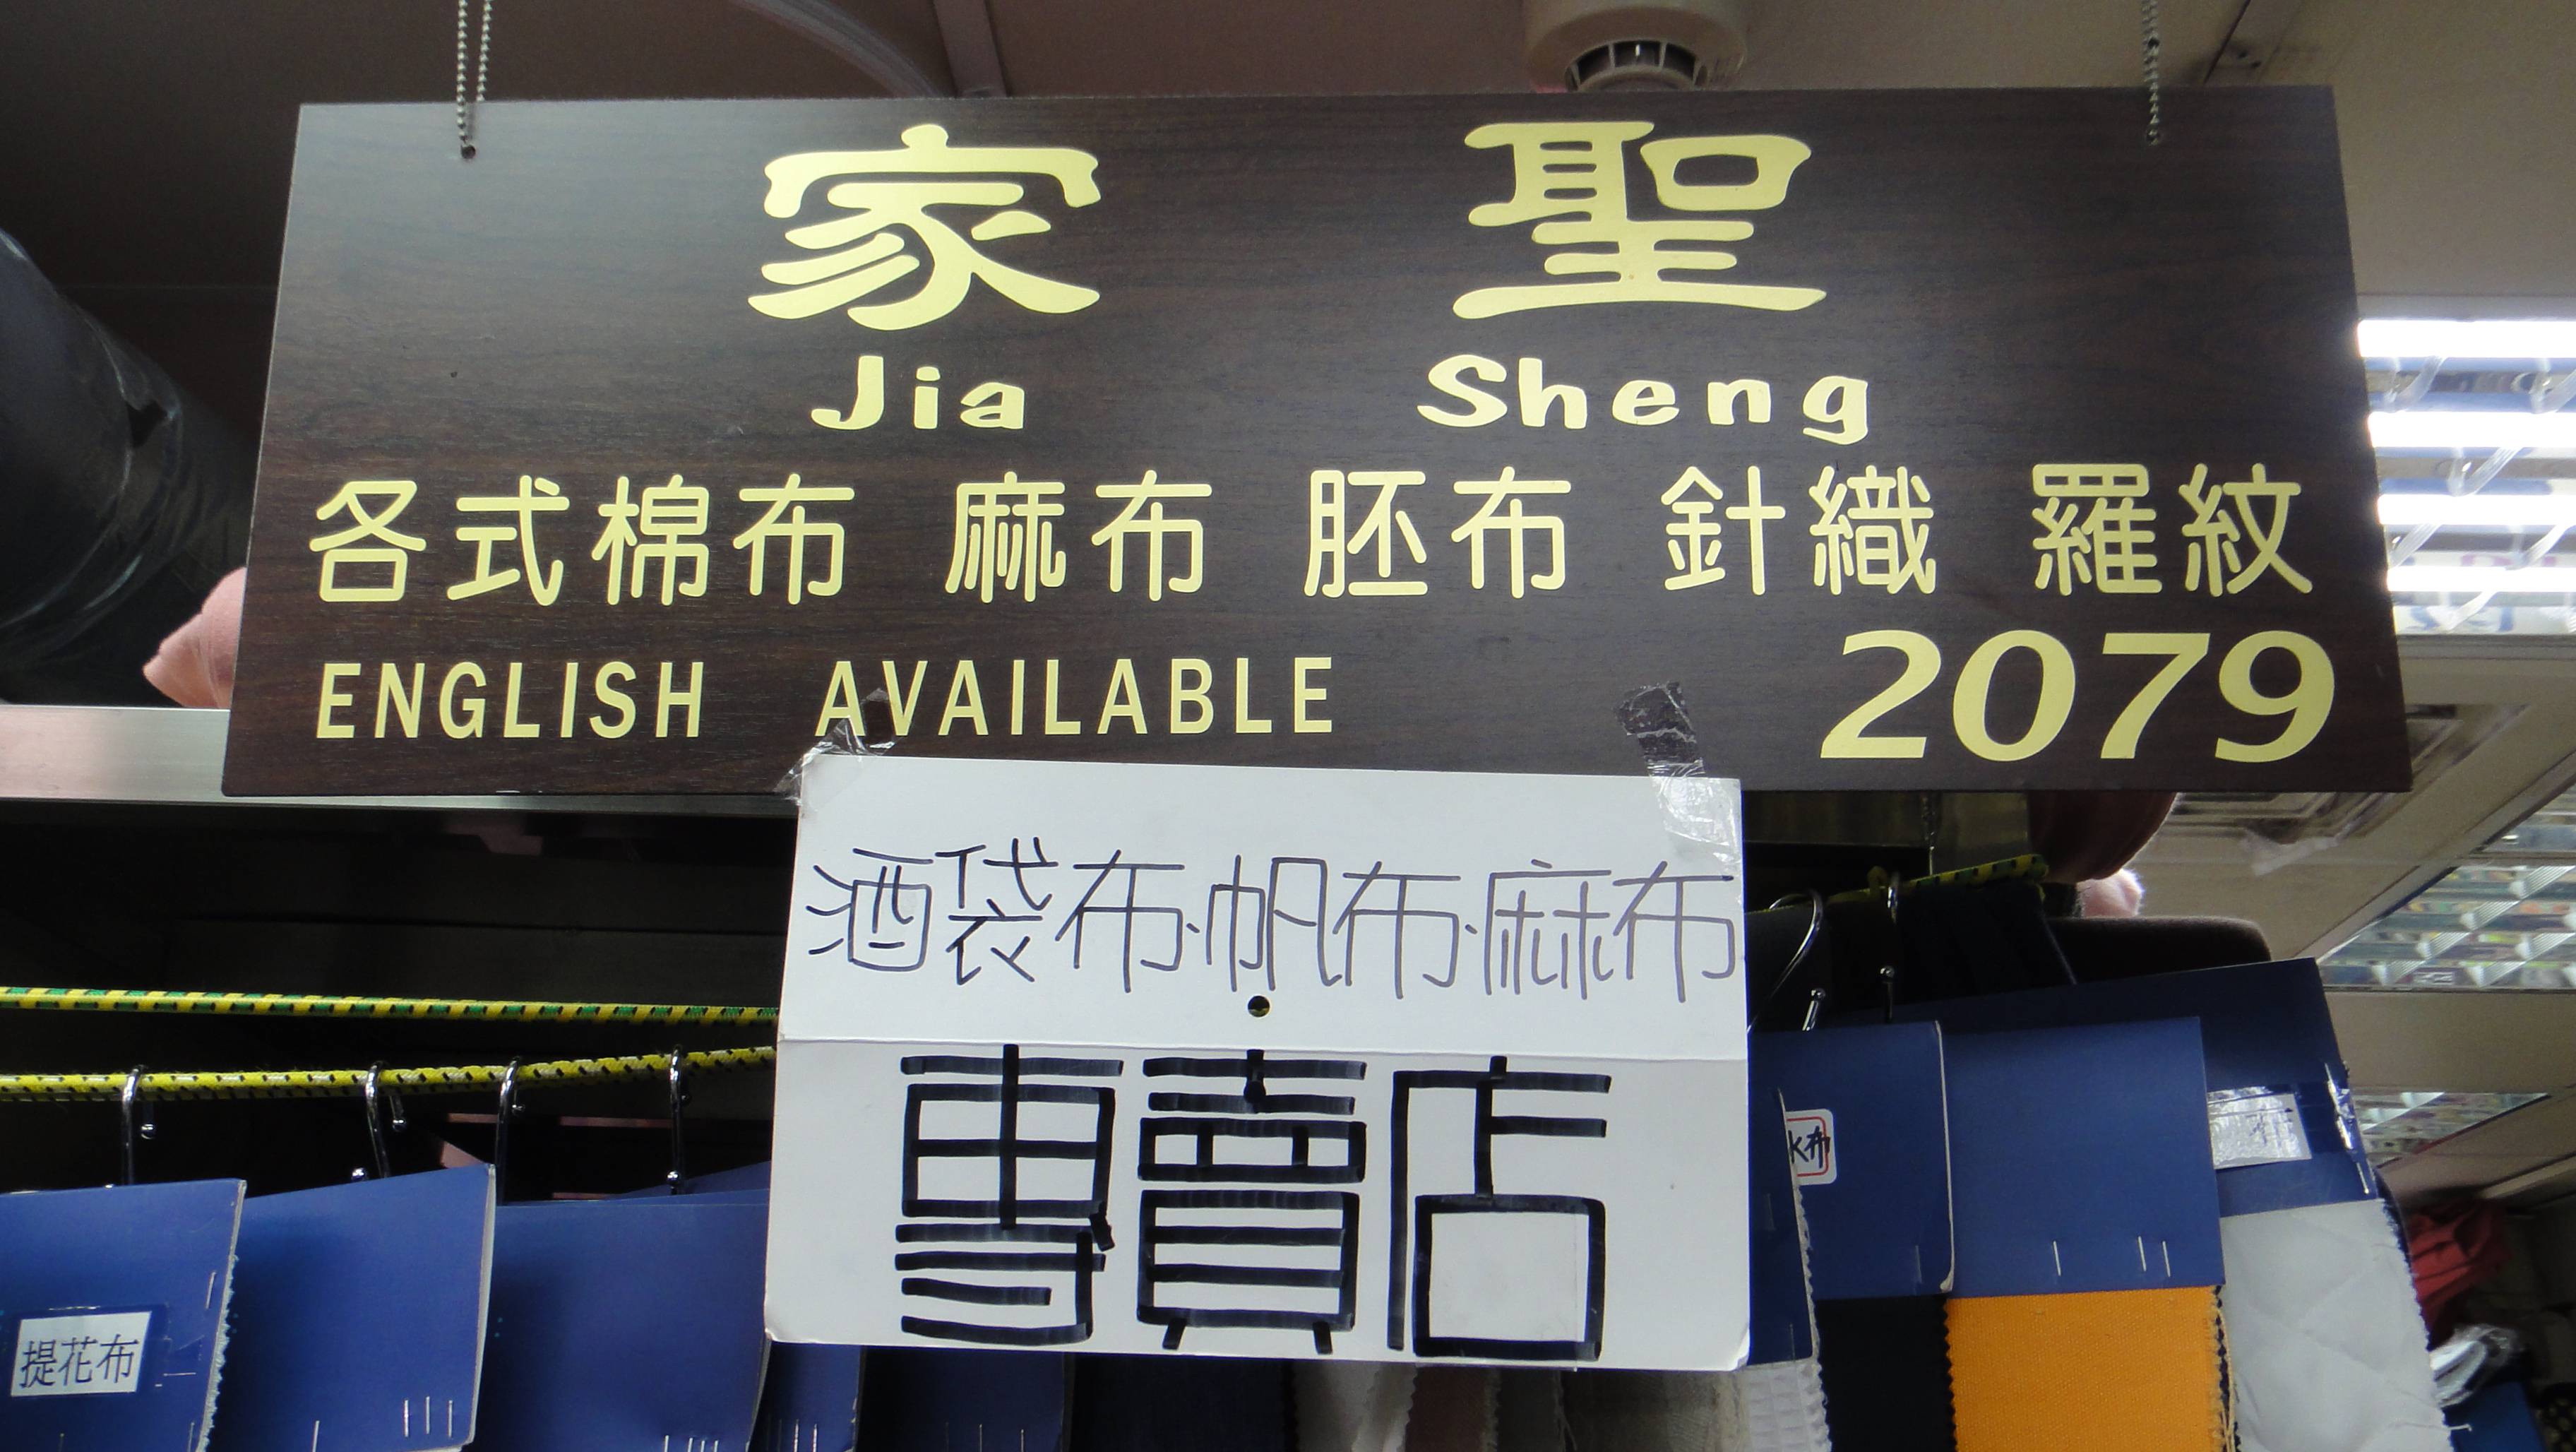 家 聖
Jia Sheng
各式棉布 麻布 胚布 針織 羅紋
ENGLISH AVAILABLE 2079
酒袋布·帆布·麻布
專賣店
布
提花布